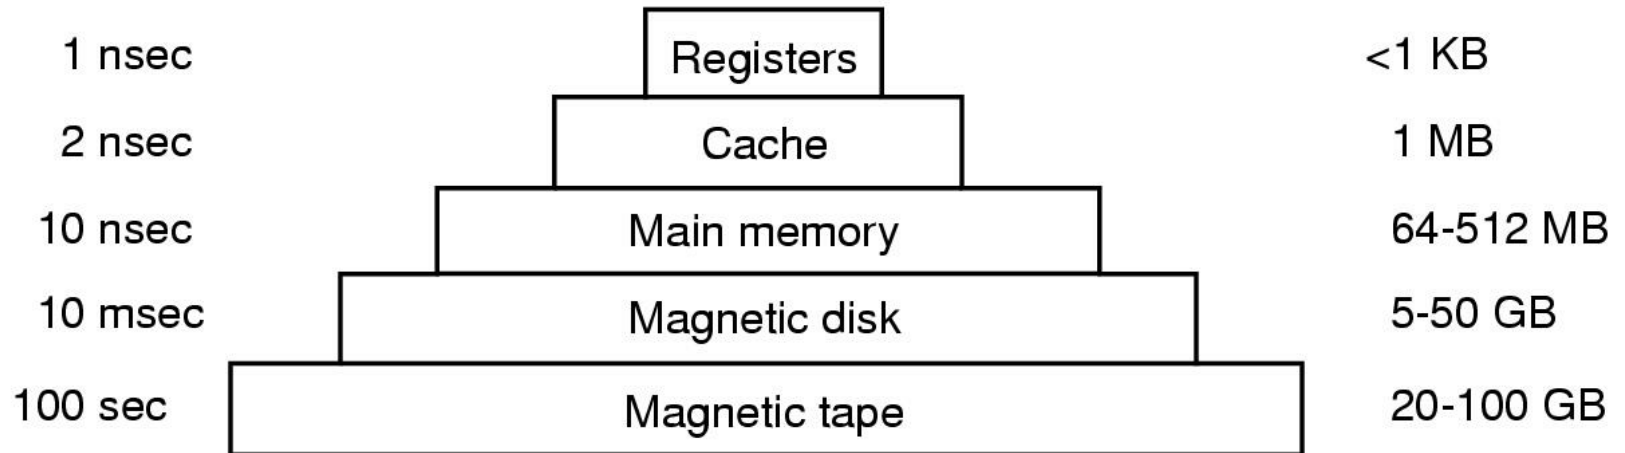 1 nsec Registers <1 KB
2 nsec Cache 1 MB
10 nsec Main memory 64-512 MB
10 msec Magnetic disk 5-50 GB
100 sec Magnetic tape 20-100 GB